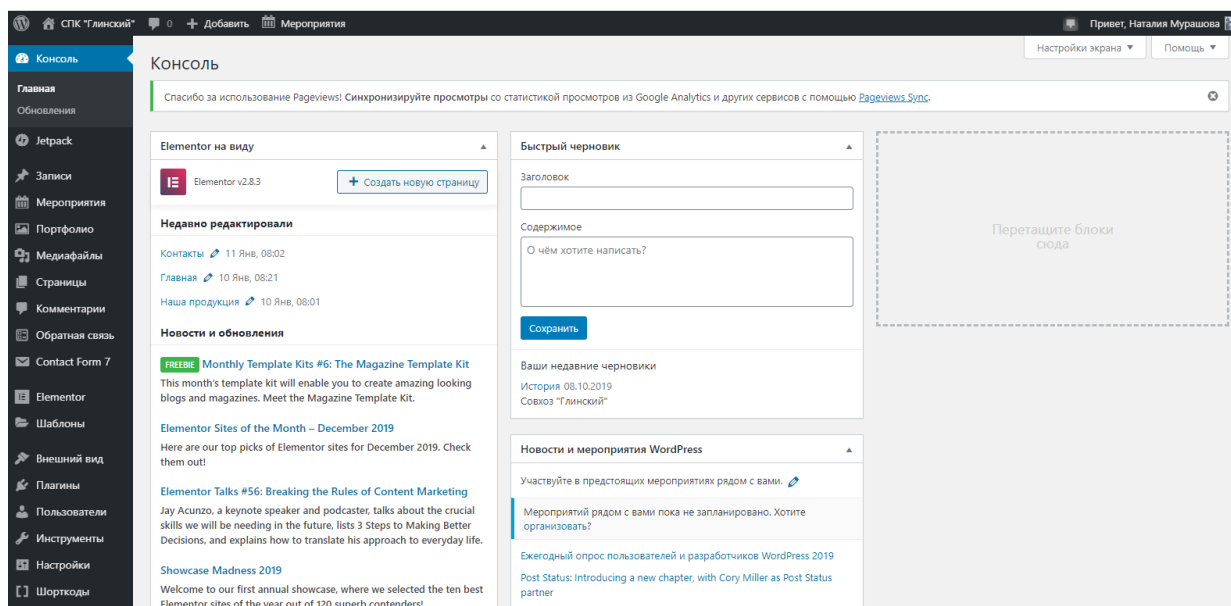 СПК "Глинский" 0 + Добавить Мероприятия Привет, Наталия Мурашова
Настройки экрана ▼ Помощь ▼
Консоль
Главная
Обновления
Jetpack
Записи
Мероприятия
Портфолио
Медиафайлы
Страницы
Комментарии
Обратная связь
Contact Form 7
Elementor
Шаблоны
Внешний вид
Плагины
Пользователи
Инструменты
Настройки
[ ] Шорткоды
Консоль
Спасибо за использование Pageviews! Синхронизируйте просмотры со статистикой просмотров из Google Analytics и других сервисов с помощью Pageviews Sync.
Elementor на виду
Elementor v2.8.3
+ Создать новую страницу
Недавно редактировали
Контакты 11 Янв, 08:02
Главная 10 Янв, 08:21
Наша продукция 10 Янв, 08:01
Новости и обновления
FREEBIE Monthly Template Kits #6: The Magazine Template Kit
This month's template kit will enable you to create amazing looking
blogs and magazines. Meet the Magazine Template Kit.
Elementor Sites of the Month – December 2019
Here are our top picks of Elementor sites for December 2019. Check
them out!
Elementor Talks #56: Breaking the Rules of Content Marketing
Jay Acunzo, a keynote speaker and podcaster, talks about the crucial
skills we will be needing in the future, lists 3 Steps to Making Better
Decisions, and explains how to translate his approach to everyday life.
Showcase Madness 2019
Welcome to our first annual showcase, where we selected the ten best
Elementor sites of the year out of 120 superb contenders!
Быстрый черновик
Заголовок
Содержимое
О чём хотите написать?
Сохранить
Ваши недавние черновики
История 08.10.2019
Совхоз "Глинский"
Новости и мероприятия WordPress
Участвуйте в предстоящих мероприятиях рядом с вами.
Мероприятий рядом с вами пока не запланировано. Хотите
организовать?
Ежегодный опрос пользователей и разработчиков WordPress 2019
Post Status: Introducing a new chapter, with Cory Miller as Post Status
partner
Перетащите блоки
сюда